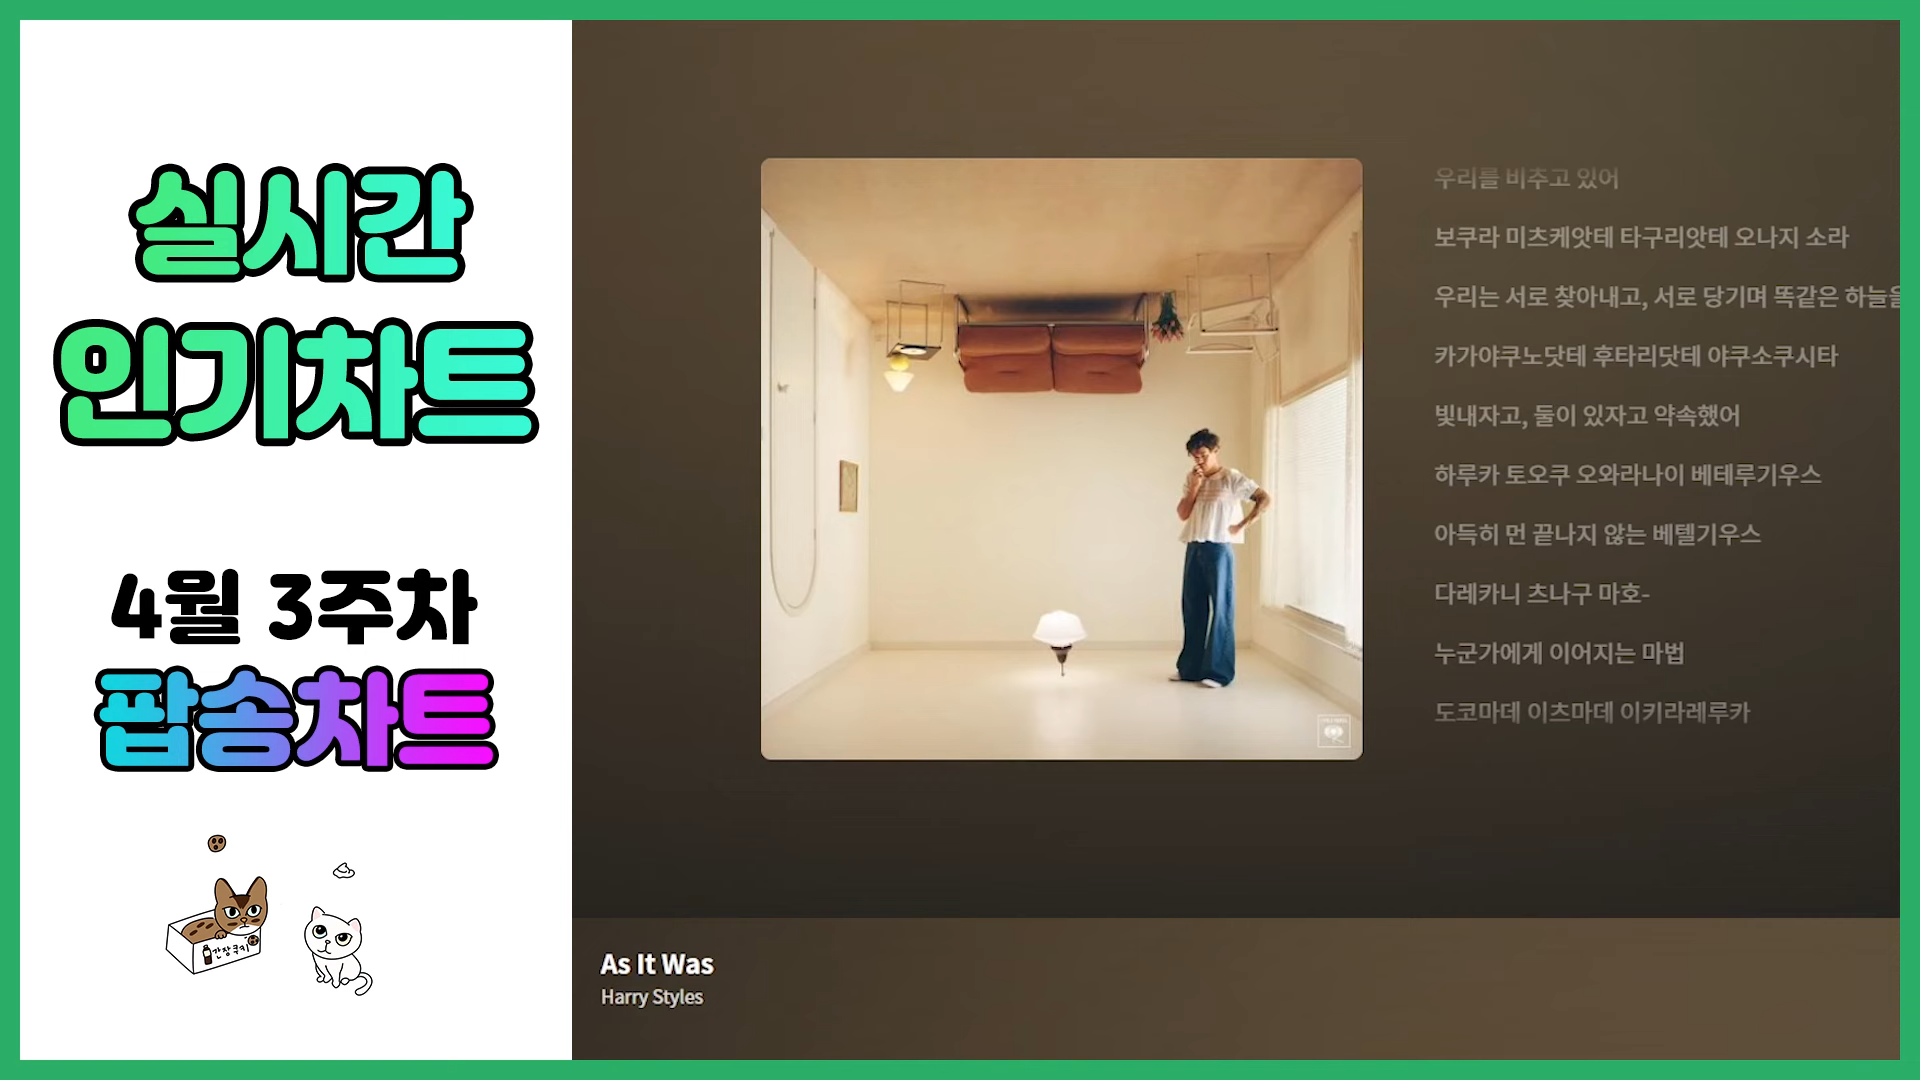 실시간
인기차트
4월 3주차
팝송차트
간장쿡키
우리를 비추고 있어
보쿠라 미츠케앗테 타구리앗테 오나지 소라
우리는 서로 찾아내고, 서로 당기며 똑같은 하늘을
카가야쿠노닷테 후타리닷테 야쿠소쿠시타
빛내자고, 둘이 있자고 약속했어
하루카 토오쿠 오와라나이 베테루기우스
아득히 먼 끝나지 않는 베텔기우스
다레카니 츠나구 마호-
누군가에게 이어지는 마법
도코마데 이츠마데 이키라레루카
As It Was
Harry Styles